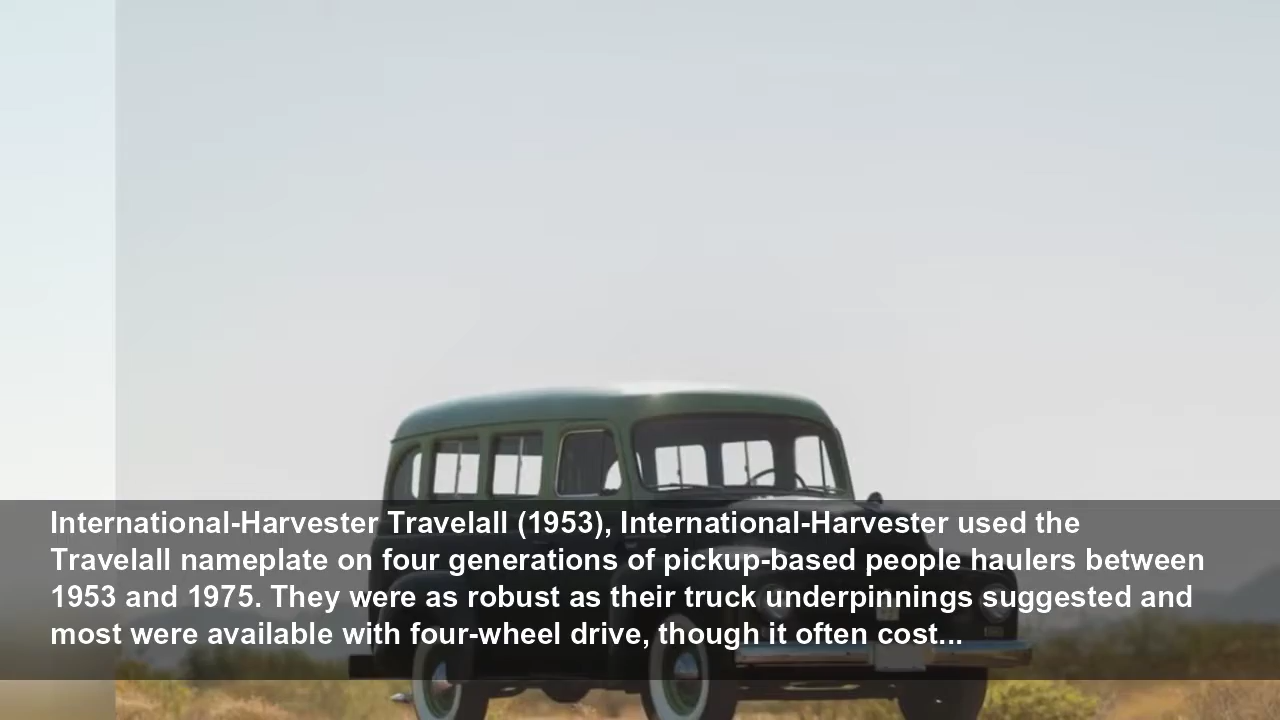 International-Harvester Travelall (1953), International-Harvester used the
Travelall nameplate on four generations of pickup-based people haulers between
1953 and 1975. They were as robust as their truck underpinnings suggested and
most were available with four-wheel drive, though it often cost...